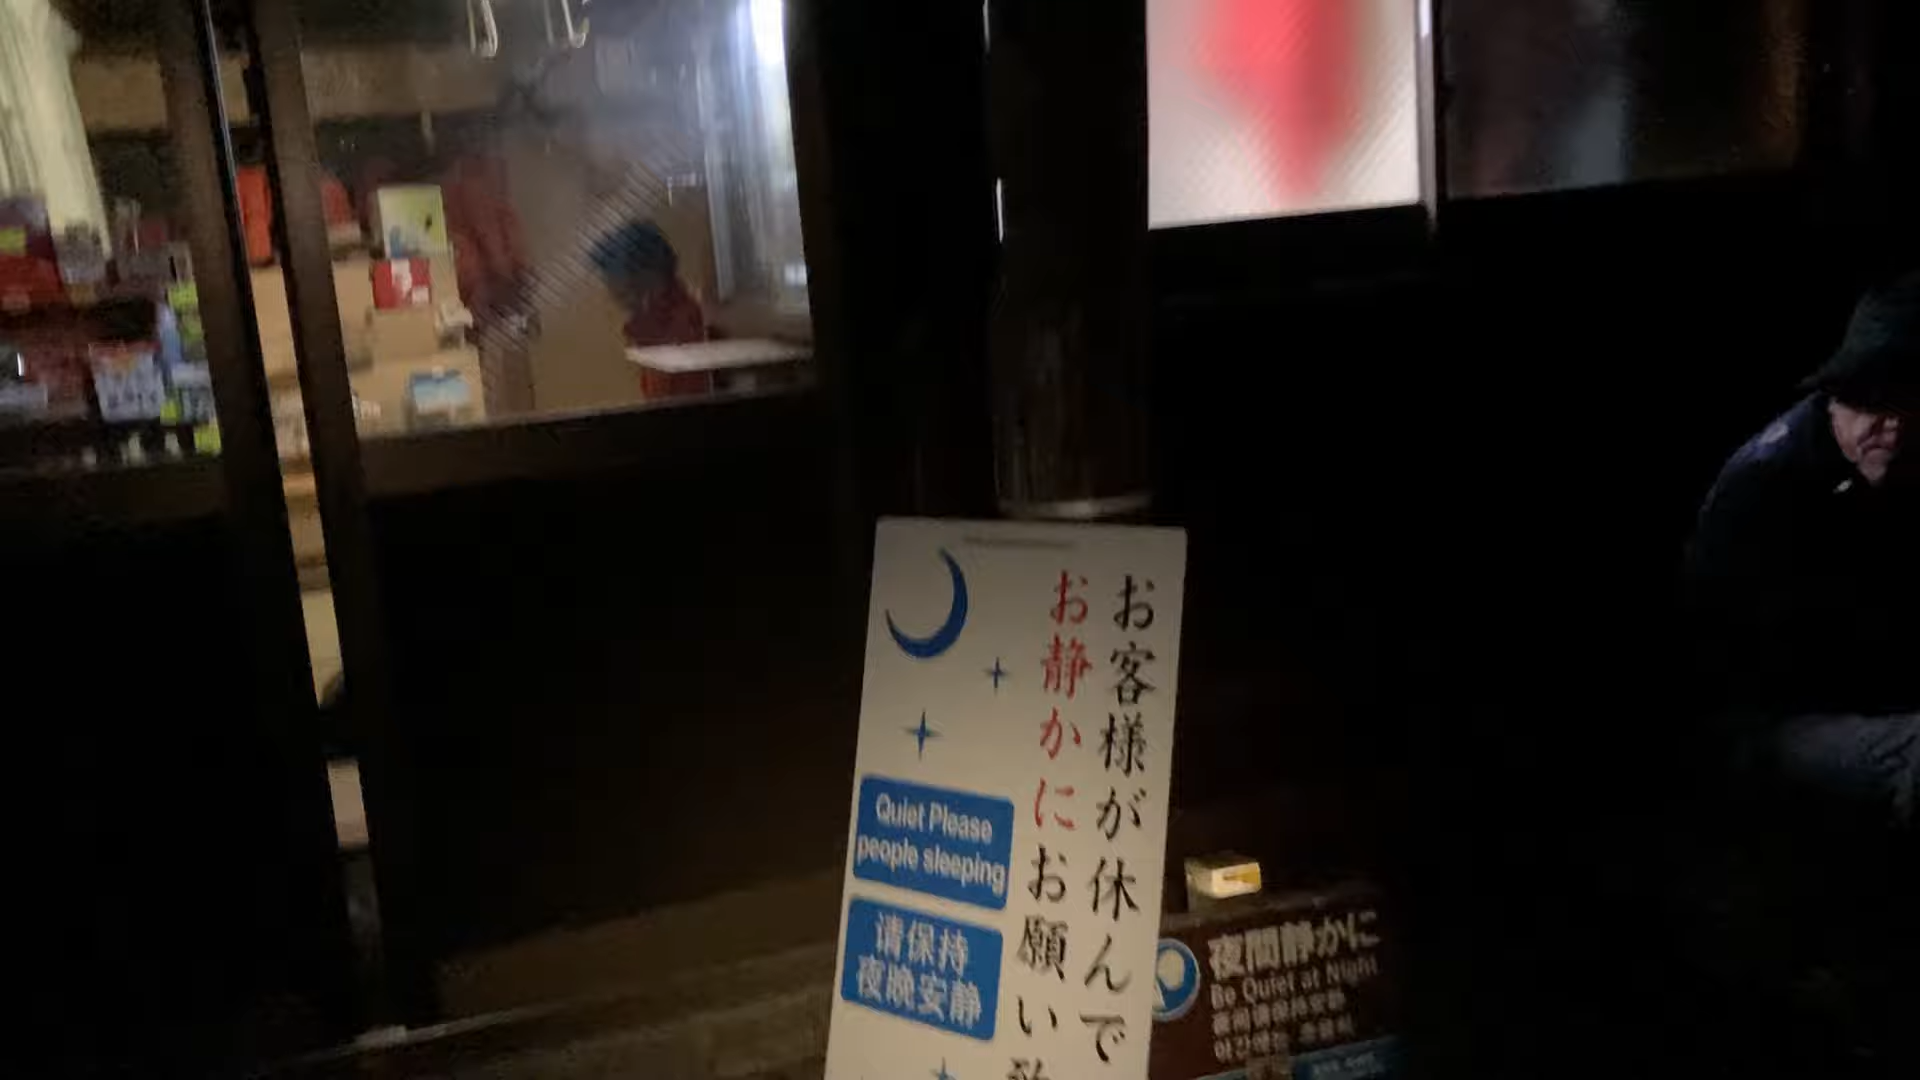 お客様が休んで
お静かにお願い致
Quiet Please
people sleeping
请保持
夜晚安静
夜間静かに
Be Quiet at Night